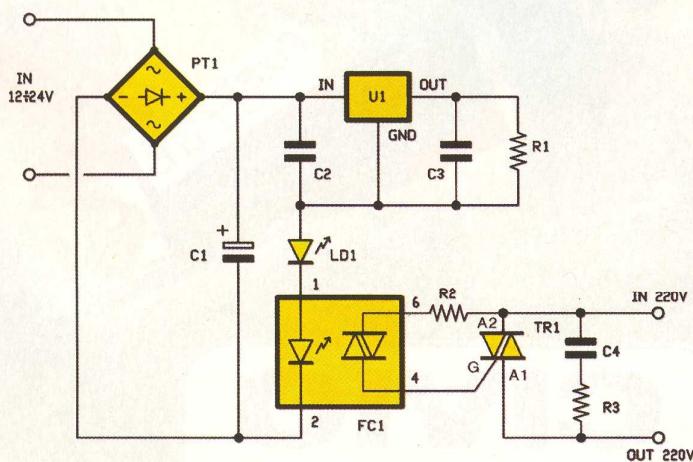 IN
12÷24V
~
PT1
-
+
~
IN
U1
OUT
GND
C2
C3
R1
+
C1
LD1
1
6
R2
IN 220V
A2
TR1
C4
G
A1
4
R3
2
FC1
OUT 220V